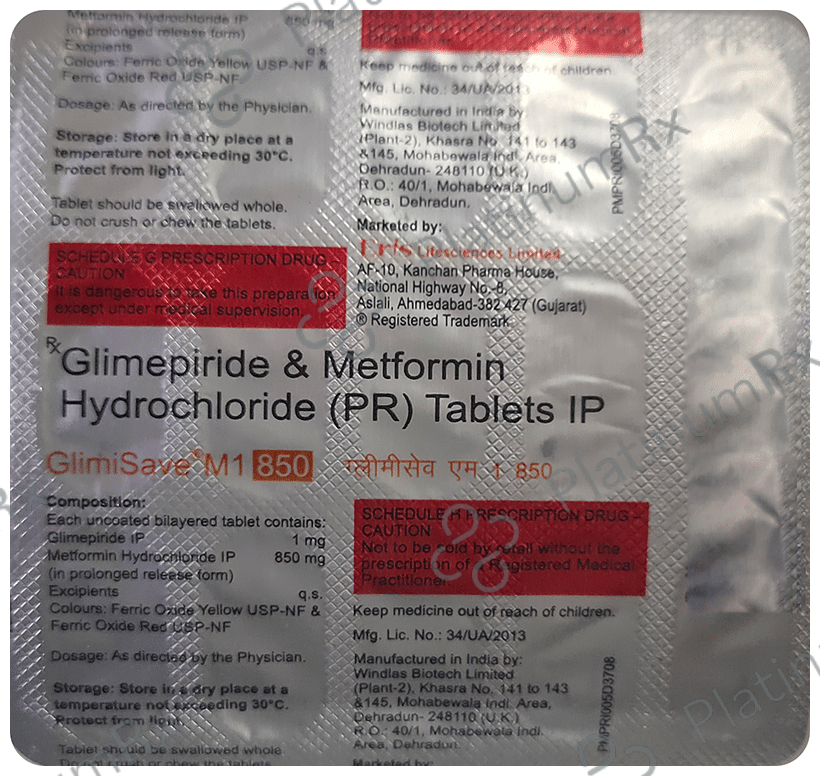 Metformin Hydrochloride IP 850 mg
(in prolonged release form)
Excipients q.s.
Colours: Ferric Oxide Yellow USP-NF &
Ferric Oxide Red USP-NF
Dosage: As directed by the Physician.
Storage: Store in a dry place at a
temperature not exceeding 30°C.
Protect from light.
Tablet should be swallowed whole.
Do not crush or chew the tablets.
SCHEDULE G PRESCRIPTION DRUG -
CAUTION
It is dangerous to take this preparation
except under medical supervision.
Keep medicine out of reach of children.
Mfg. Lic. No.: 34/UA/2013
Manufactured in India by:
Windlas Biotech Limited
(Plant-2), Khasra No. 141 to 143
&145, Mohabewala Indl. Area,
Dehradun- 248110 (U.K.)
R.O.: 40/1, Mohabewala Indl.
Area, Dehradun.
Marketed by:
Eris Lifesciences Limited
AF-10, Kanchan Pharma House,
National Highway No.-8,
Aslali, Ahmedabad-382 427 (Gujarat)
® Registered Trademark
PMPRI005D3708
Rx Glimepiride & Metformin
Hydrochloride (PR) Tablets IP
GlimiSave® M1 850 ग्लीमीसेव एम 1 850
Composition:
Each uncoated bilayered tablet contains:
Glimepiride IP 1 mg
Metformin Hydrochloride IP 850 mg
(in prolonged release form)
Excipients q.s.
Colours: Ferric Oxide Yellow USP-NF &
Ferric Oxide Red USP-NF
Dosage: As directed by the Physician.
Storage: Store in a dry place at a
temperature not exceeding 30°C.
Protect from light.
Tablet should be swallowed whole
Do not crush or chew the tablets
SCHEDULE H PRESCRIPTION DRUG -
CAUTION
Not to be sold by retail without the
prescription of a Registered Medical
Practitioner.
Keep medicine out of reach of children.
Mfg. Lic. No.: 34/UA/2013
Manufactured in India by:
Windlas Biotech Limited
(Plant-2), Khasra No. 141 to 143
&145, Mohabewala Indl. Area,
Dehradun- 248110 (U.K.)
R.O.: 40/1, Mohabewala Indl.
Area, Dehradun.
Marketed by:
PMPRI005D3708
PlatinumRx